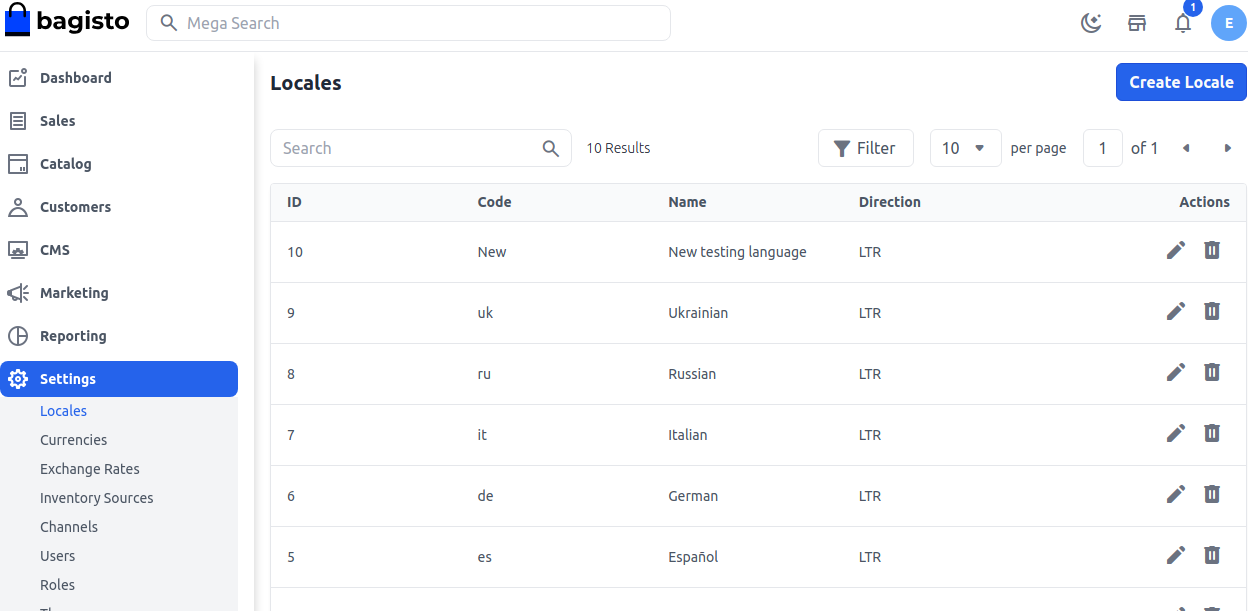 bagisto
Mega Search
1
E
Dashboard
Sales
Catalog
Customers
CMS
Marketing
Reporting
Settings
Locales
Currencies
Exchange Rates
Inventory Sources
Channels
Users
Roles
Locales
Create Locale
Search
10 Results
Filter
10
per page
1
of 1
ID Code Name Direction Actions
10 New New testing language LTR
9 uk Ukrainian LTR
8 ru Russian LTR
7 it Italian LTR
6 de German LTR
5 es Español LTR